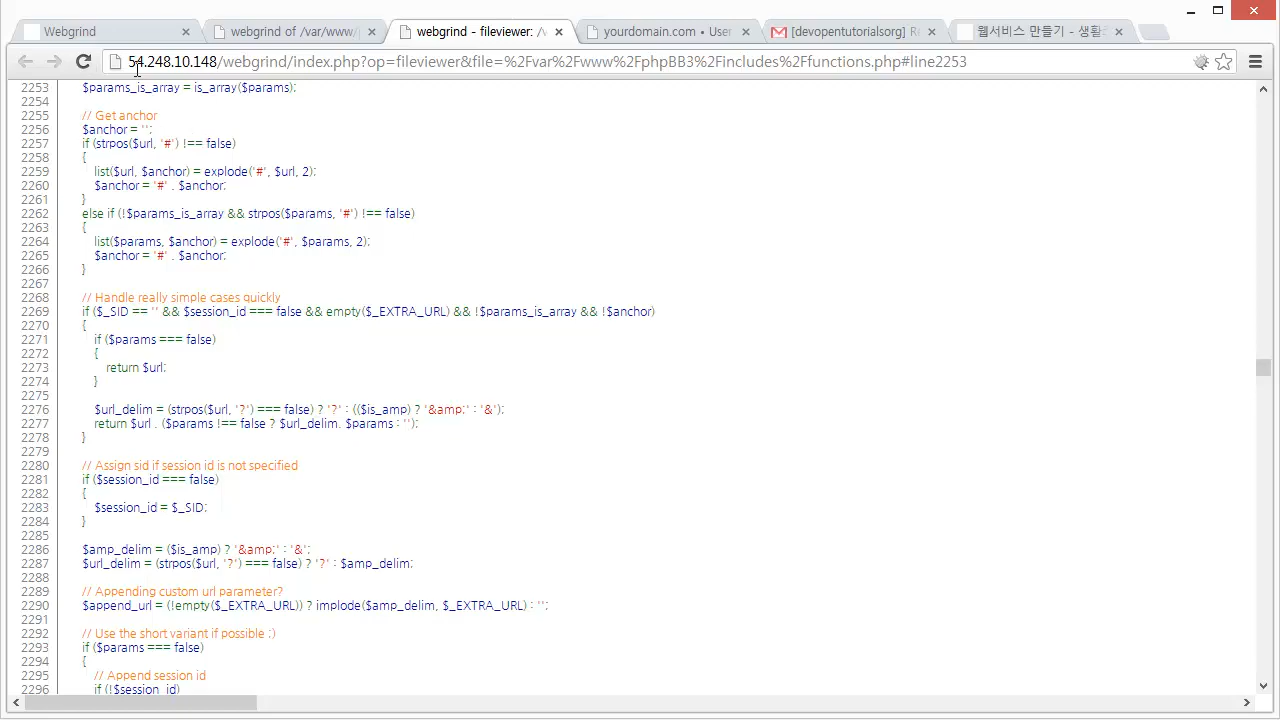 Webgrind
webgrind of /var/www/
webgrind - fileviewer: /v
yourdomain.com • User
[devopentutorialsorg] Re
웹서비스 만들기 - 생활
54.248.10.148/webgrind/index.php?op=fileviewer&file=%2Fvar%2Fwww%2FphpBB3%2Fincludes%2Ffunctions.php#line2253
2253 $params_is_array = is_array($params);
2254
2255 // Get anchor
2256 $anchor = '';
2257 if (strpos($url, '#') !== false)
2258 {
2259 list($url, $anchor) = explode('#', $url, 2);
2260 $anchor = '#' . $anchor;
2261 }
2262 else if (!$params_is_array && strpos($params, '#') !== false)
2263 {
2264 list($params, $anchor) = explode('#', $params, 2);
2265 $anchor = '#' . $anchor;
2266 }
2267
2268 // Handle really simple cases quickly
2269 if ($_SID == '' && $session_id === false && empty($_EXTRA_URL) && !$params_is_array && !$anchor)
2270 {
2271 if ($params === false)
2272 {
2273 return $url;
2274 }
2275
2276 $url_delim = (strpos($url, '?') === false) ? '?' : (($is_amp) ? '&amp;' : '&');
2277 return $url . ($params !== false ? $url_delim. $params : '');
2278 }
2279
2280 // Assign sid if session id is not specified
2281 if ($session_id === false)
2282 {
2283 $session_id = $_SID;
2284 }
2285
2286 $amp_delim = ($is_amp) ? '&amp;' : '&';
2287 $url_delim = (strpos($url, '?') === false) ? '?' : $amp_delim;
2288
2289 // Appending custom url parameter?
2290 $append_url = (!empty($_EXTRA_URL)) ? implode($amp_delim, $_EXTRA_URL) : '';
2291
2292 // Use the short variant if possible ;)
2293 if ($params === false)
2294 {
2295 // Append session id
2296 if (!$session_id)